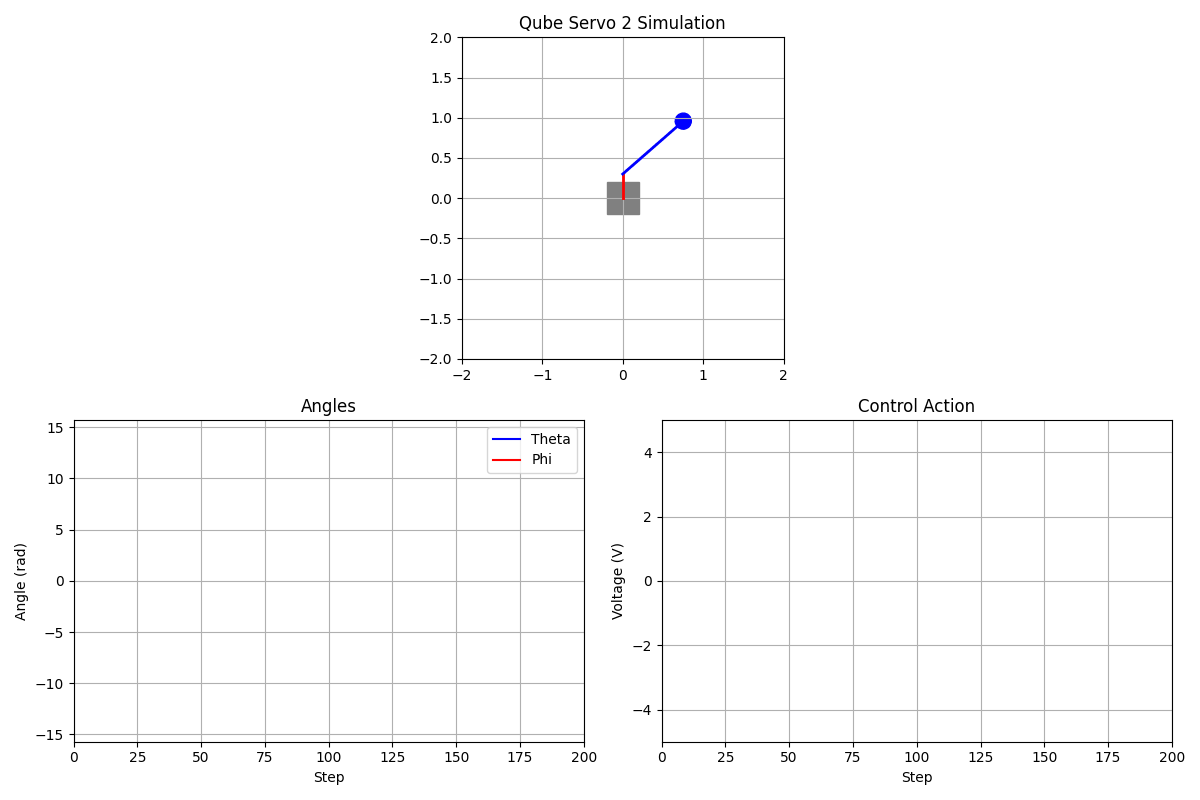 Qube Servo 2 Simulation
2.0
1.5
1.0
0.5
0.0
−0.5
−1.0
−1.5
−2.0
−2 −1 0 1 2
Angles
Theta
Phi
15
10
5
0
−5
−10
−15
Angle (rad)
0 25 50 75 100 125 150 175 200
Step
Control Action
4
2
0
−2
−4
Voltage (V)
0 25 50 75 100 125 150 175 200
Step